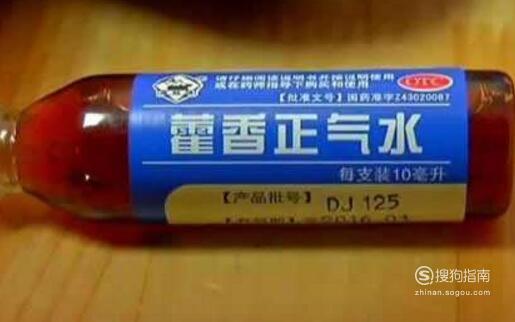 请仔细阅读说明书并按说明使用
或在药师指导下购买和使用
OTC
【批准文号】国药准字Z43020087
藿香正气水
每支装10毫升
【产品批号】
DJ 125
搜狗指南
zhinan.sogou.com